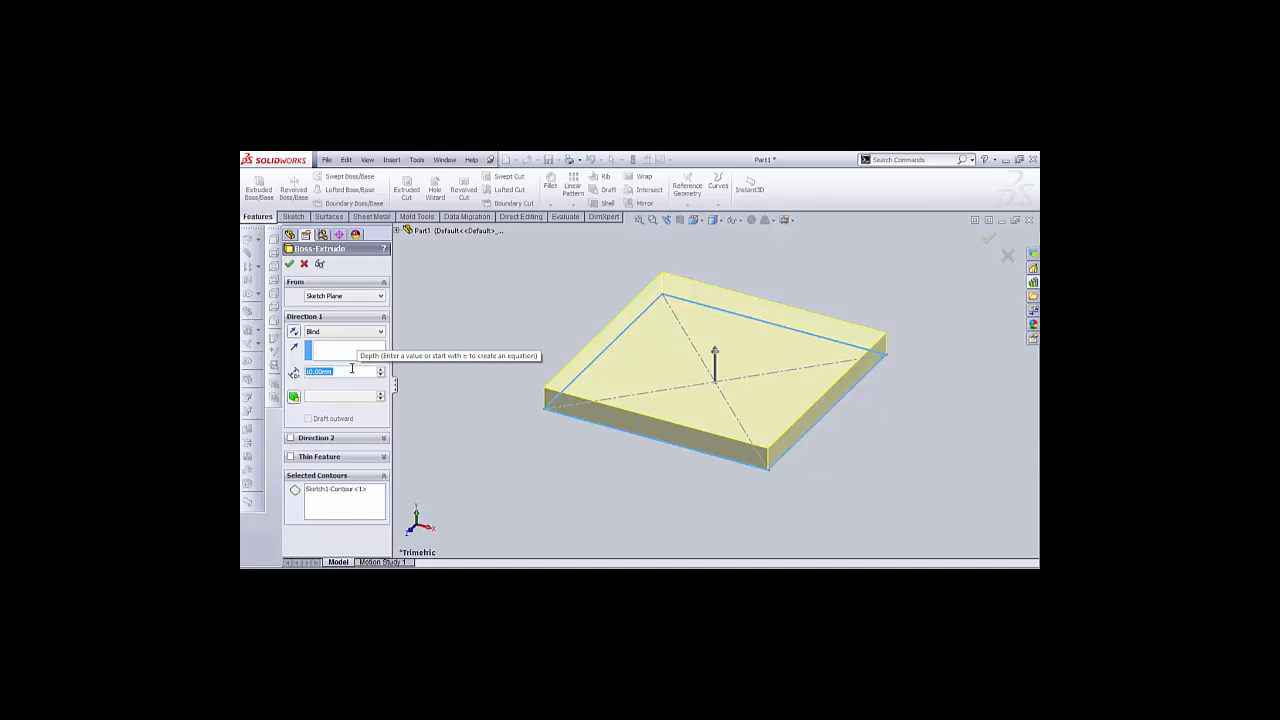 SOLIDWORKS File Edit View Insert Tools Window Help Part1 * Search Commands ?
Extruded Boss/Base
Revolved Boss/Base
Swept Boss/Base
Lofted Boss/Base
Boundary Boss/Base
Extruded Cut
Hole Wizard
Revolved Cut
Swept Cut
Lofted Cut
Boundary Cut
Fillet
Linear Pattern
Rib
Draft
Shell
Wrap
Intersect
Mirror
Reference Geometry
Curves
Instant3D
Features Sketch Surfaces Sheet Metal Mold Tools Data Migration Direct Editing Evaluate DimXpert
Part1 (Default<<Default>_...
Boss-Extrude ?
From
Sketch Plane
Direction 1
Blind
Depth (Enter a value or start with = to create an equation)
10.00mm
Draft outward
Direction 2
Thin Feature
Selected Contours
Sketch1-Contour<1>
Y
X
Z
*Trimetric
Model Motion Study 1